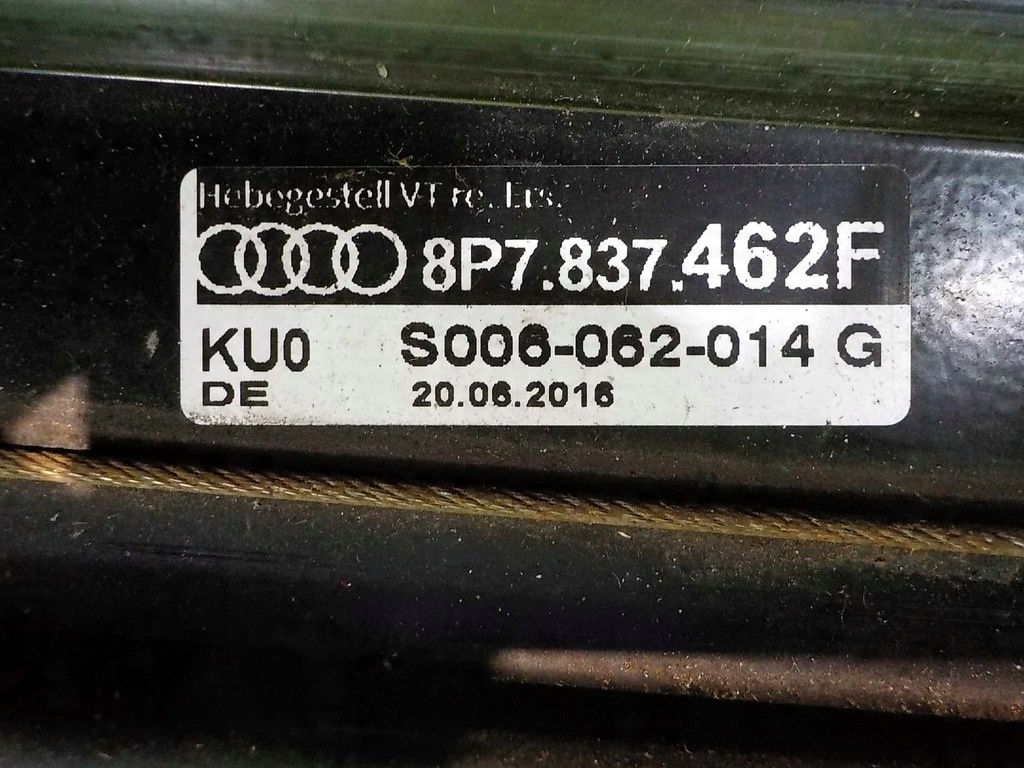 Hebegestell VT re. Ers.
8P7.837.462F
KU0 S006-062-014 G
DE 20.06.2016